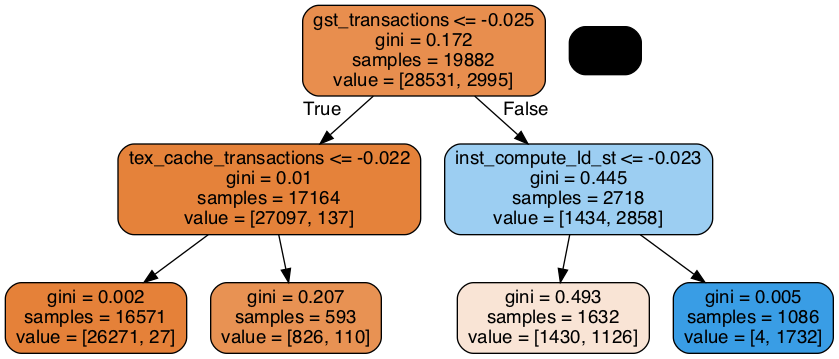 gst_transactions <= -0.025
gini = 0.172
samples = 19882
value = [28531, 2995]
True
False
tex_cache_transactions <= -0.022
gini = 0.01
samples = 17164
value = [27097, 137]
inst_compute_ld_st <= -0.023
gini = 0.445
samples = 2718
value = [1434, 2858]
gini = 0.002
samples = 16571
value = [26271, 27]
gini = 0.207
samples = 593
value = [826, 110]
gini = 0.493
samples = 1632
value = [1430, 1126]
gini = 0.005
samples = 1086
value = [4, 1732]